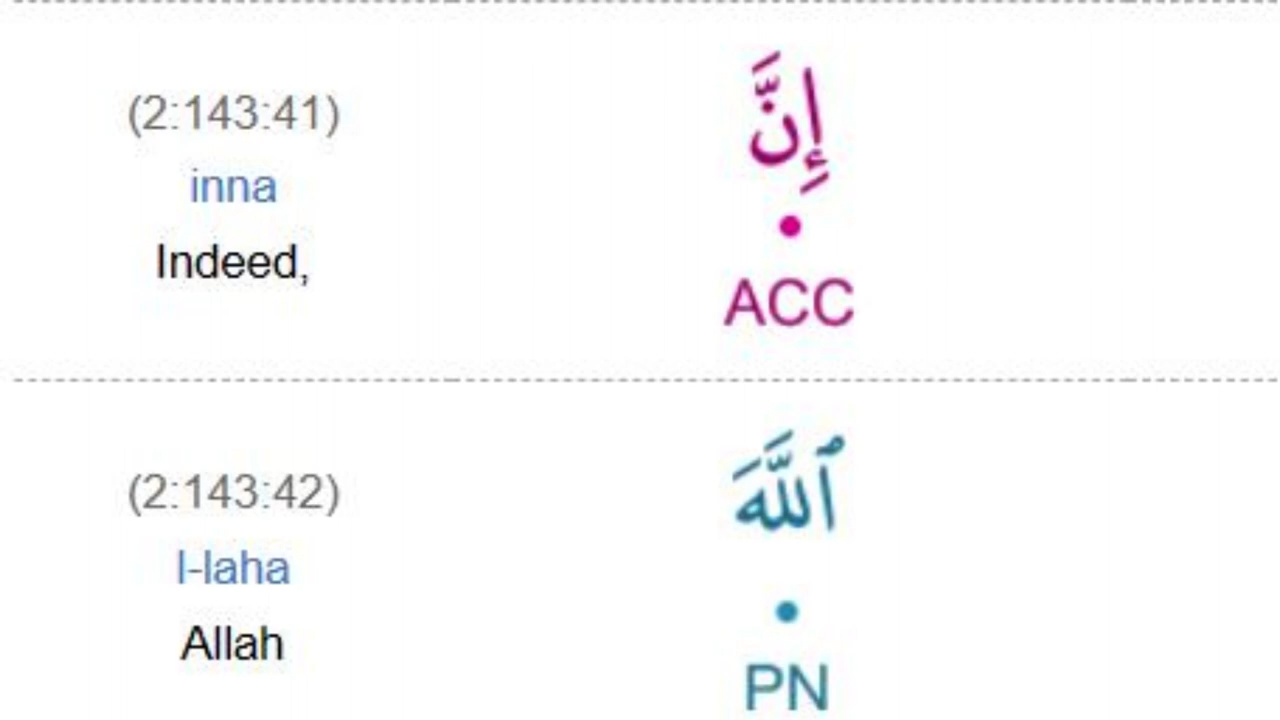 (2:143:41)
inna
Indeed,
إِنَّ
ACC
(2:143:42)
l-laha
Allah
ٱللَّهَ
PN